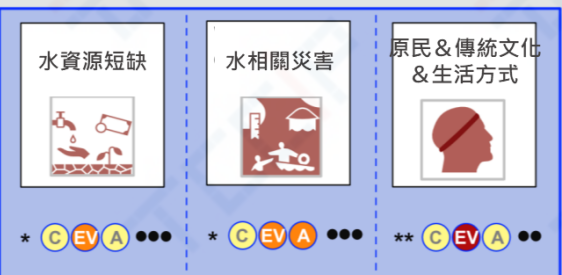 水資源短缺
水相關災害
原民＆傳統文化
＆生活方式
* C EV A ●●●
* C EV A ●●●
** C EV A ●●